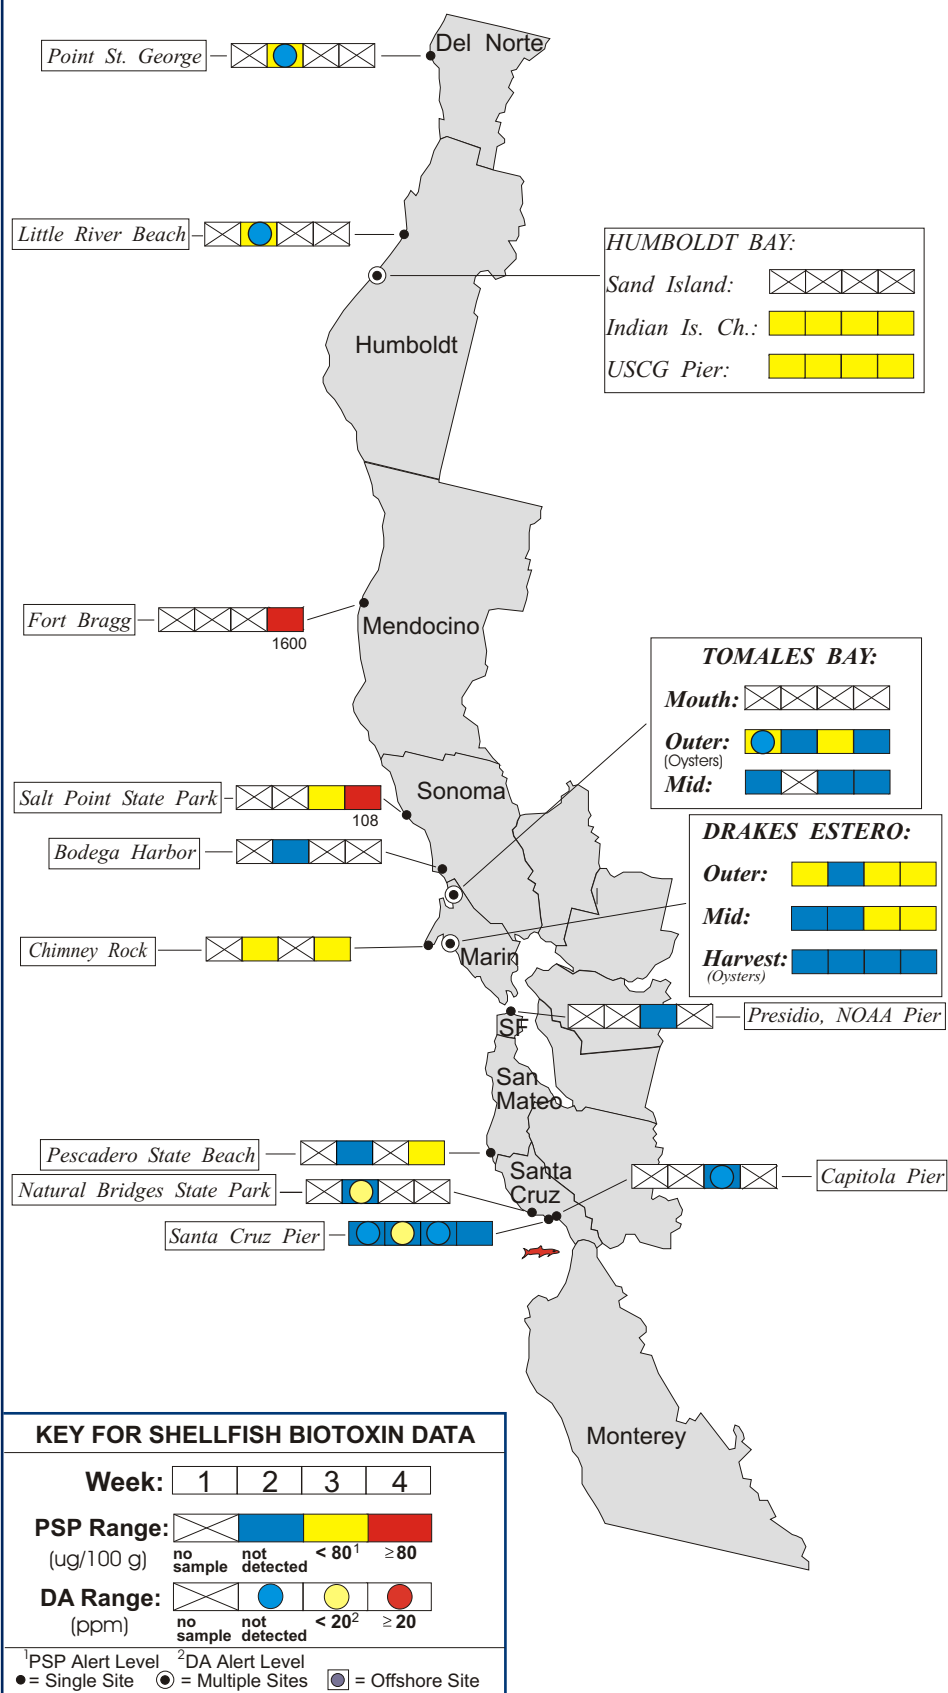 Point St. George
Del Norte
Little River Beach
HUMBOLDT BAY:
Sand Island:
Indian Is. Ch.:
USCG Pier:
Humboldt
Fort Bragg
1600
Mendocino
TOMALES BAY:
Mouth:
Outer:
(Oysters)
Mid:
Salt Point State Park
108
Sonoma
Bodega Harbor
DRAKES ESTERO:
Outer:
Mid:
Harvest:
(Oysters)
Chimney Rock
Marin
Presidio, NOAA Pier
SF
San
Mateo
Pescadero State Beach
Santa
Cruz
Capitola Pier
Natural Bridges State Park
Santa Cruz Pier
Monterey
KEY FOR SHELLFISH BIOTOXIN DATA
Week: 1 2 3 4
PSP Range:
(ug/100 g)
no sample not detected < 80¹ ≥80
DA Range:
(ppm)
no sample not detected < 20² ≥ 20
¹PSP Alert Level ²DA Alert Level
= Single Site = Multiple Sites = Offshore Site